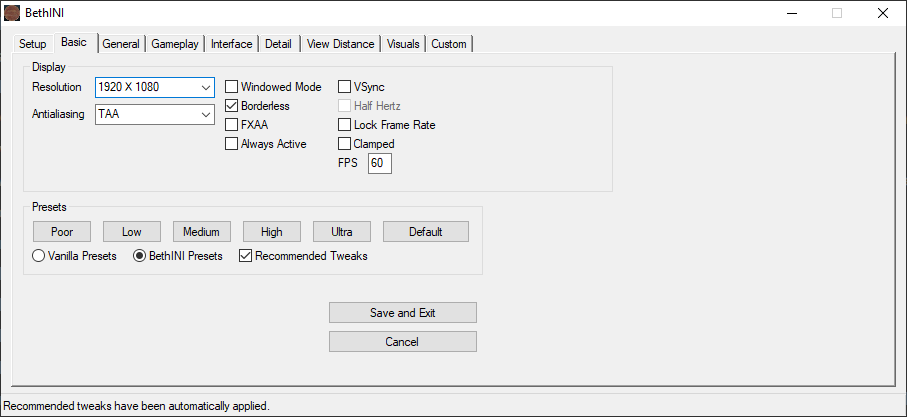 BethINI
Setup Basic General Gameplay Interface Detail View Distance Visuals Custom
Display
Resolution 1920 X 1080 Windowed Mode VSync
Borderless Half Hertz
Antialiasing TAA FXAA Lock Frame Rate
Always Active Clamped
FPS 60
Presets
Poor Low Medium High Ultra Default
Vanilla Presets BethINI Presets Recommended Tweaks
Save and Exit
Cancel
Recommended tweaks have been automatically applied.